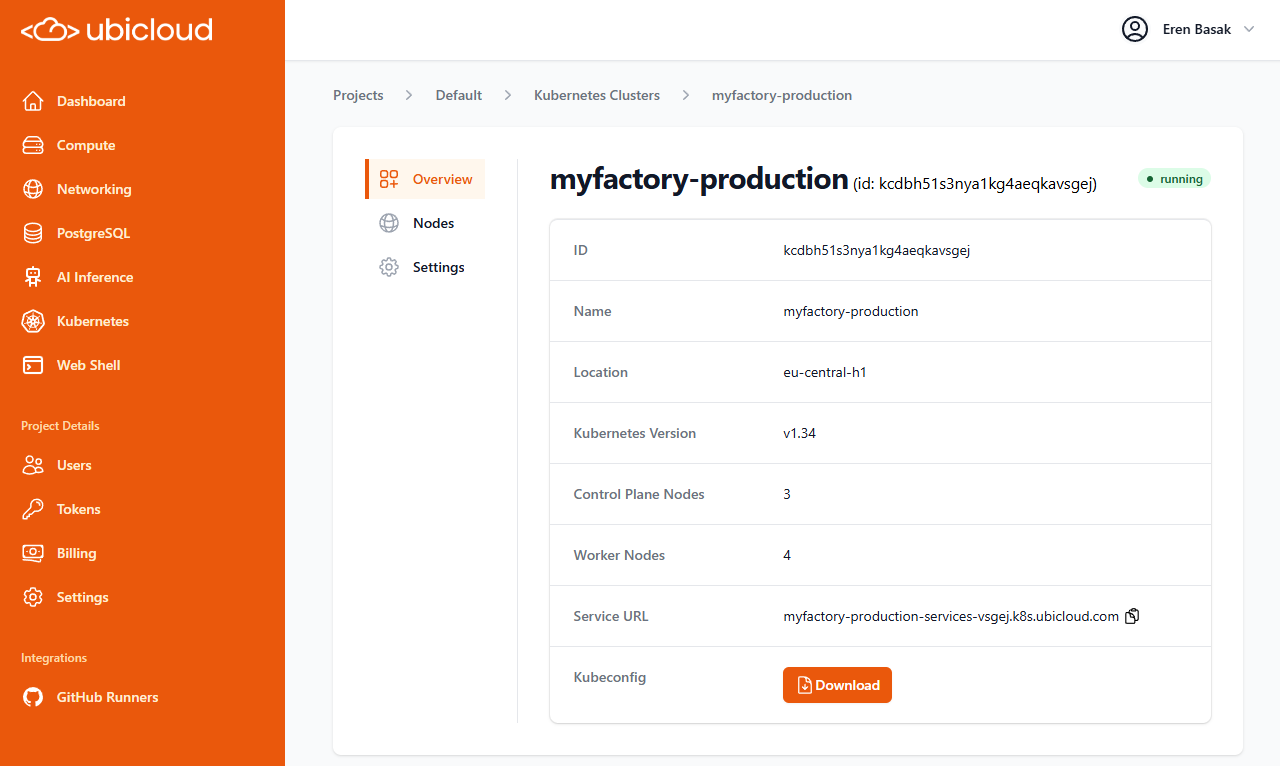 ubicloud
Eren Basak
Dashboard
Compute
Networking
PostgreSQL
AI Inference
Kubernetes
Web Shell
Project Details
Users
Tokens
Billing
Settings
Integrations
GitHub Runners
Projects > Default > Kubernetes Clusters > myfactory-production
Overview
Nodes
Settings
myfactory-production (id: kcdbh51s3nya1kg4aeqkavsgej)
running
ID kcdbh51s3nya1kg4aeqkavsgej
Name myfactory-production
Location eu-central-h1
Kubernetes Version v1.34
Control Plane Nodes 3
Worker Nodes 4
Service URL myfactory-production-services-vsgej.k8s.ubicloud.com
Kubeconfig Download